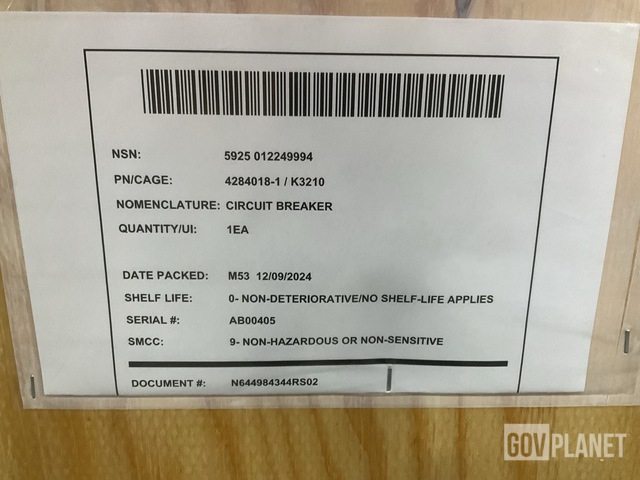 NSN: 5925 012249994
PN/CAGE: 4284018-1 / K3210
NOMENCLATURE: CIRCUIT BREAKER
QUANTITY/UI: 1EA
DATE PACKED: M53 12/09/2024
SHELF LIFE: 0- NON-DETERIORATIVE/NO SHELF-LIFE APPLIES
SERIAL #: AB00405
SMCC: 9- NON-HAZARDOUS OR NON-SENSITIVE
DOCUMENT #: N644984344RS02
GOVPLANET